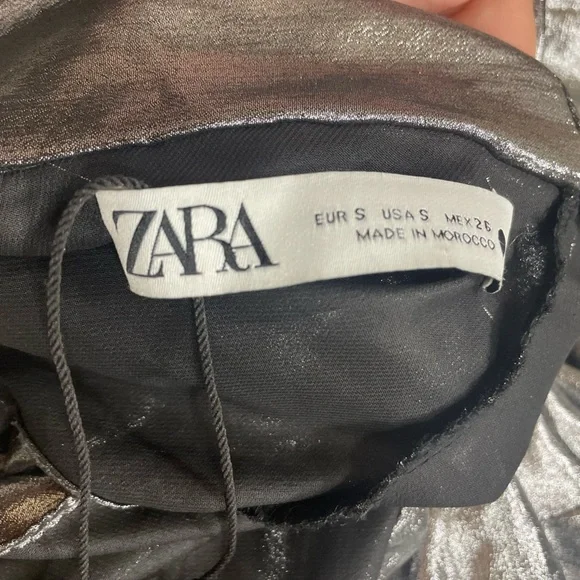 ZARA
EUR S USA S MEX 26
MADE IN MOROCCO